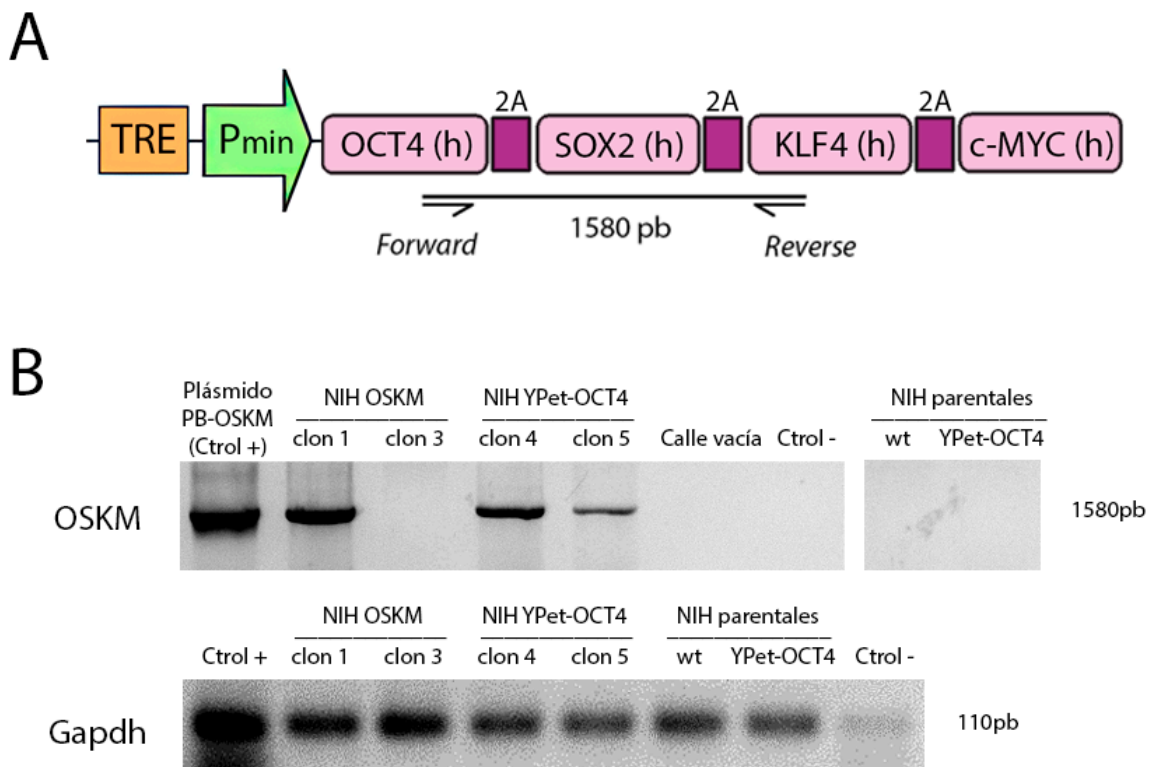 A
2A 2A 2A
TRE Pmin OCT4 (h) SOX2 (h) KLF4 (h) c-MYC (h)
1580 pb
Forward Reverse
B
Plásmido
PB-OSKM
(Ctrol +)
NIH OSKM NIH YPet-OCT4 NIH parentales
clon 1 clon 3 clon 4 clon 5 Calle vacía Ctrol - wt YPet-OCT4
OSKM 1580pb
NIH OSKM NIH YPet-OCT4 NIH parentales
Ctrol + clon 1 clon 3 clon 4 clon 5 wt YPet-OCT4 Ctrol -
Gapdh 110pb